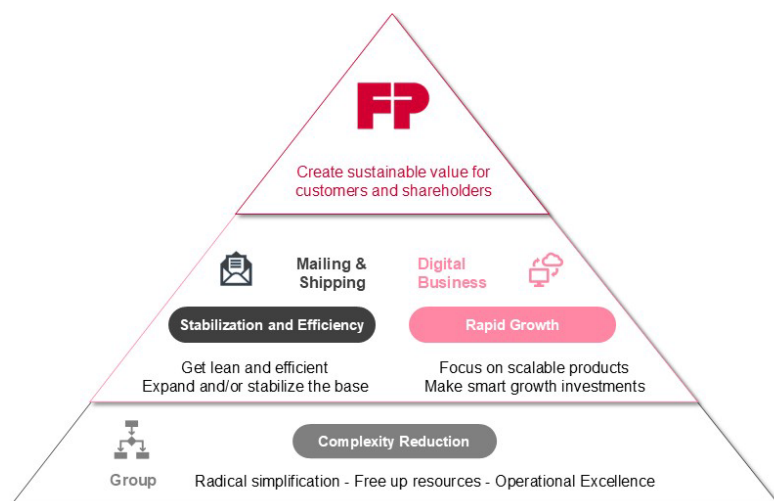 FP
Create sustainable value for
customers and shareholders
Mailing &
Shipping
Digital
Business
Stabilization and Efficiency
Rapid Growth
Get lean and efficient
Expand and/or stabilize the base
Focus on scalable products
Make smart growth investments
Complexity Reduction
Group
Radical simplification - Free up resources - Operational Excellence